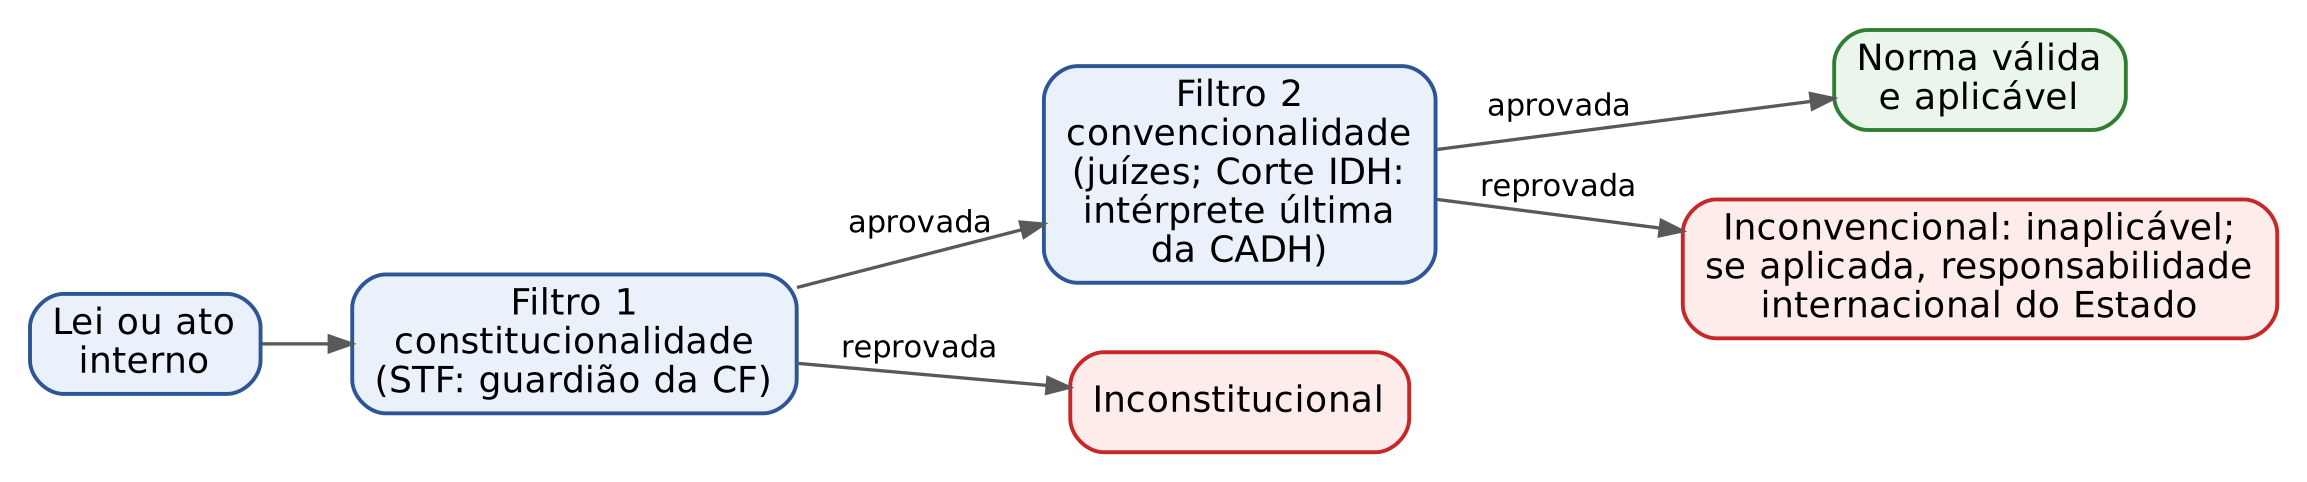 Lei ou ato
interno
Filtro 1
constitucionalidade
(STF: guardião da CF)
aprovada
reprovada
Filtro 2
convencionalidade
(juízes; Corte IDH:
intérprete última
da CADH)
Inconstitucional
aprovada
reprovada
Norma válida
e aplicável
Inconvencional: inaplicável;
se aplicada, responsabilidade
internacional do Estado